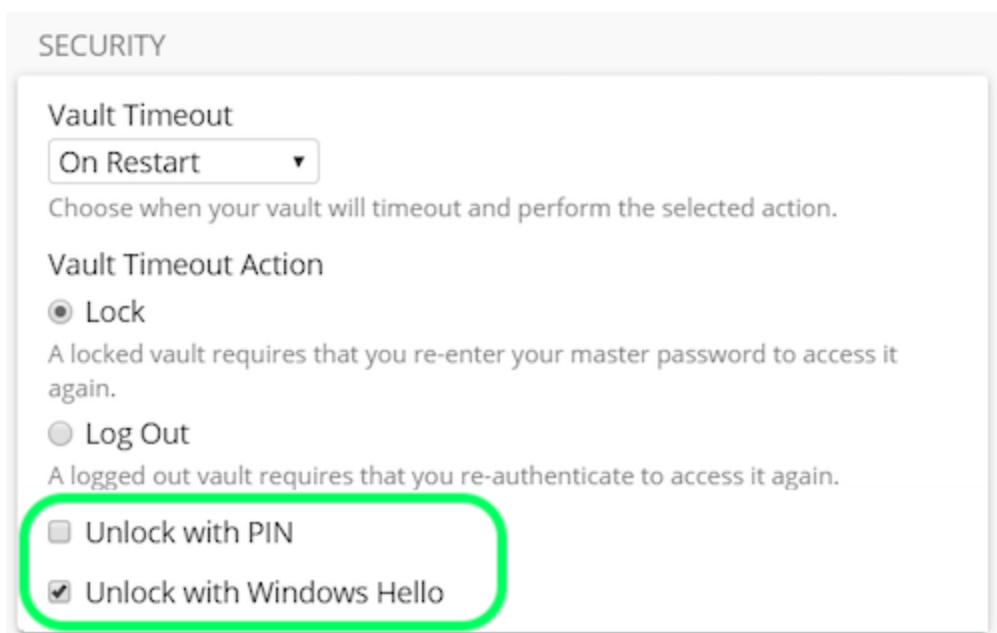 SECURITY
Vault Timeout
On Restart
Choose when your vault will timeout and perform the selected action.
Vault Timeout Action
Lock
A locked vault requires that you re-enter your master password to access it
again.
Log Out
A logged out vault requires that you re-authenticate to access it again.
Unlock with PIN
Unlock with Windows Hello